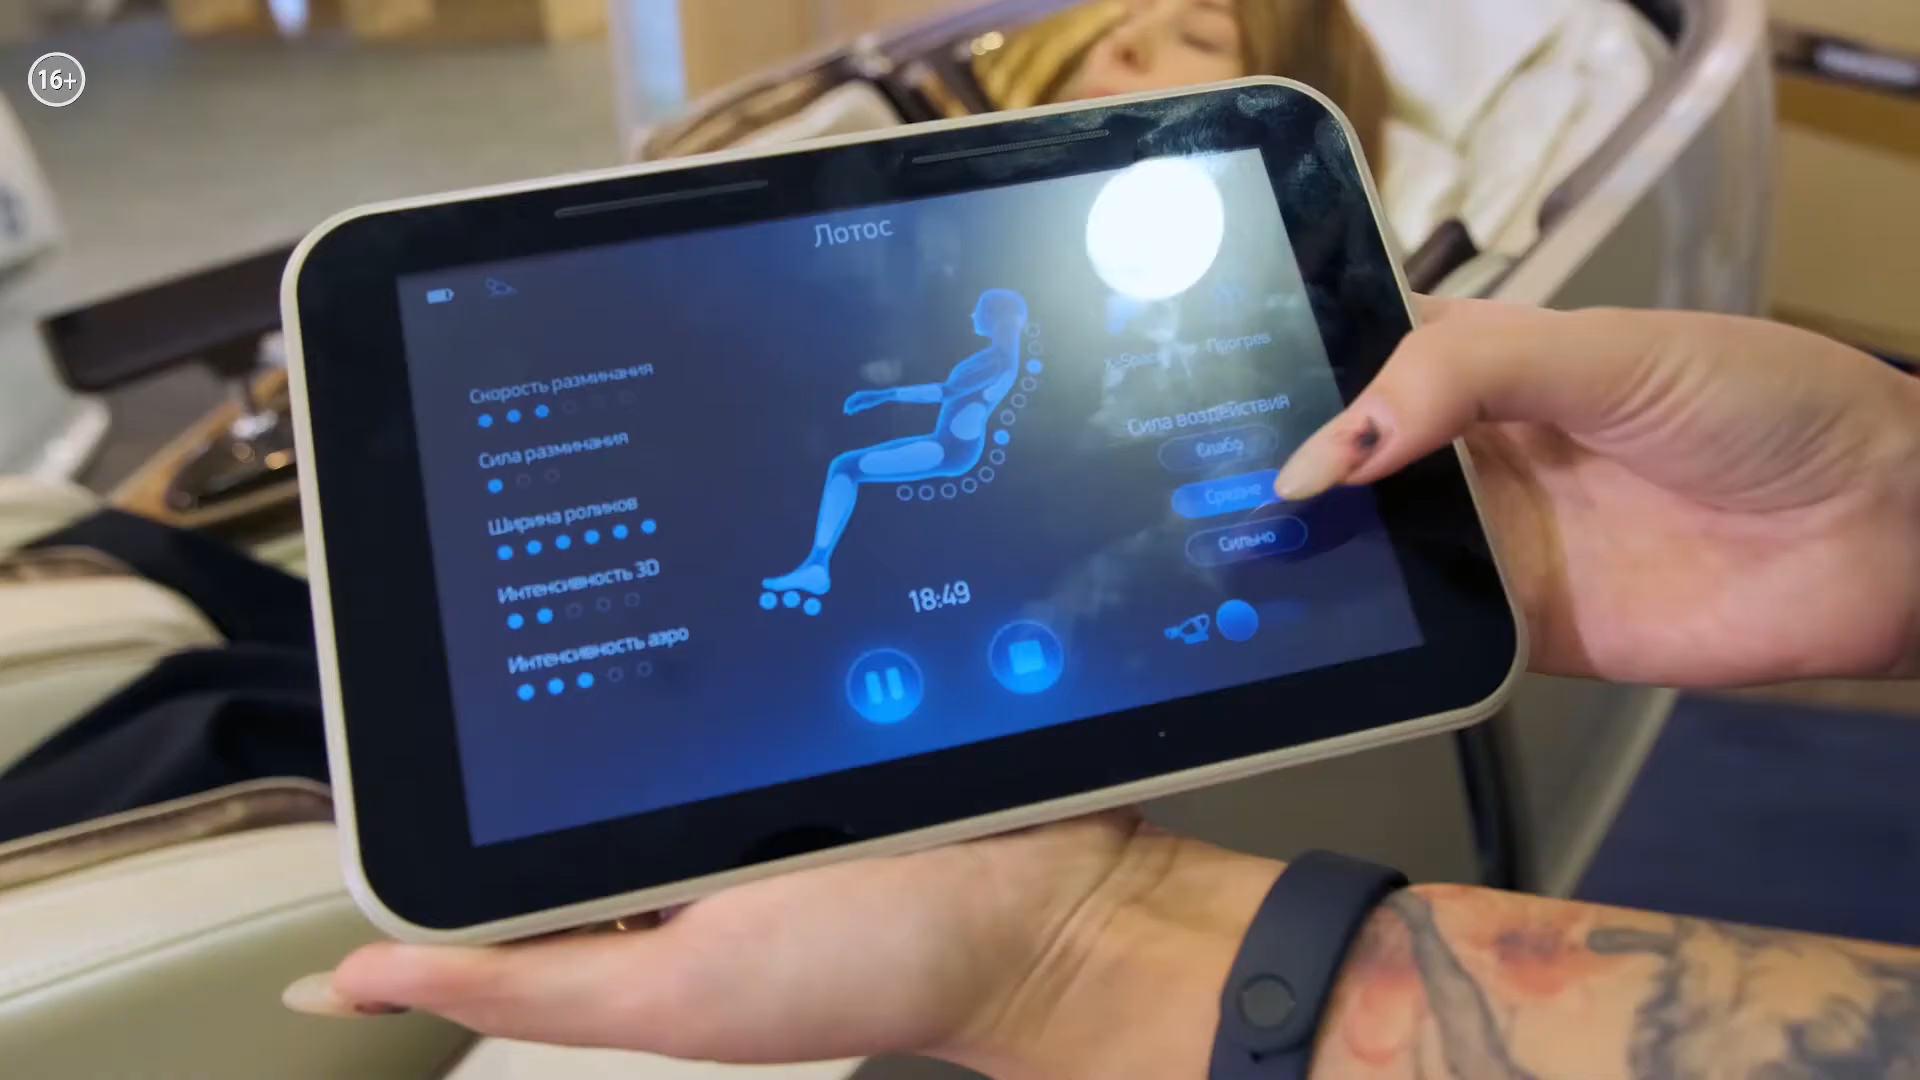 16+
Лотос
Скорость разминания
Сила разминания
Ширина роликов
Интенсивность 3D
Интенсивность аэро
18:49
Прогрев
Сила воздействия
Слабо
Средне
Сильно